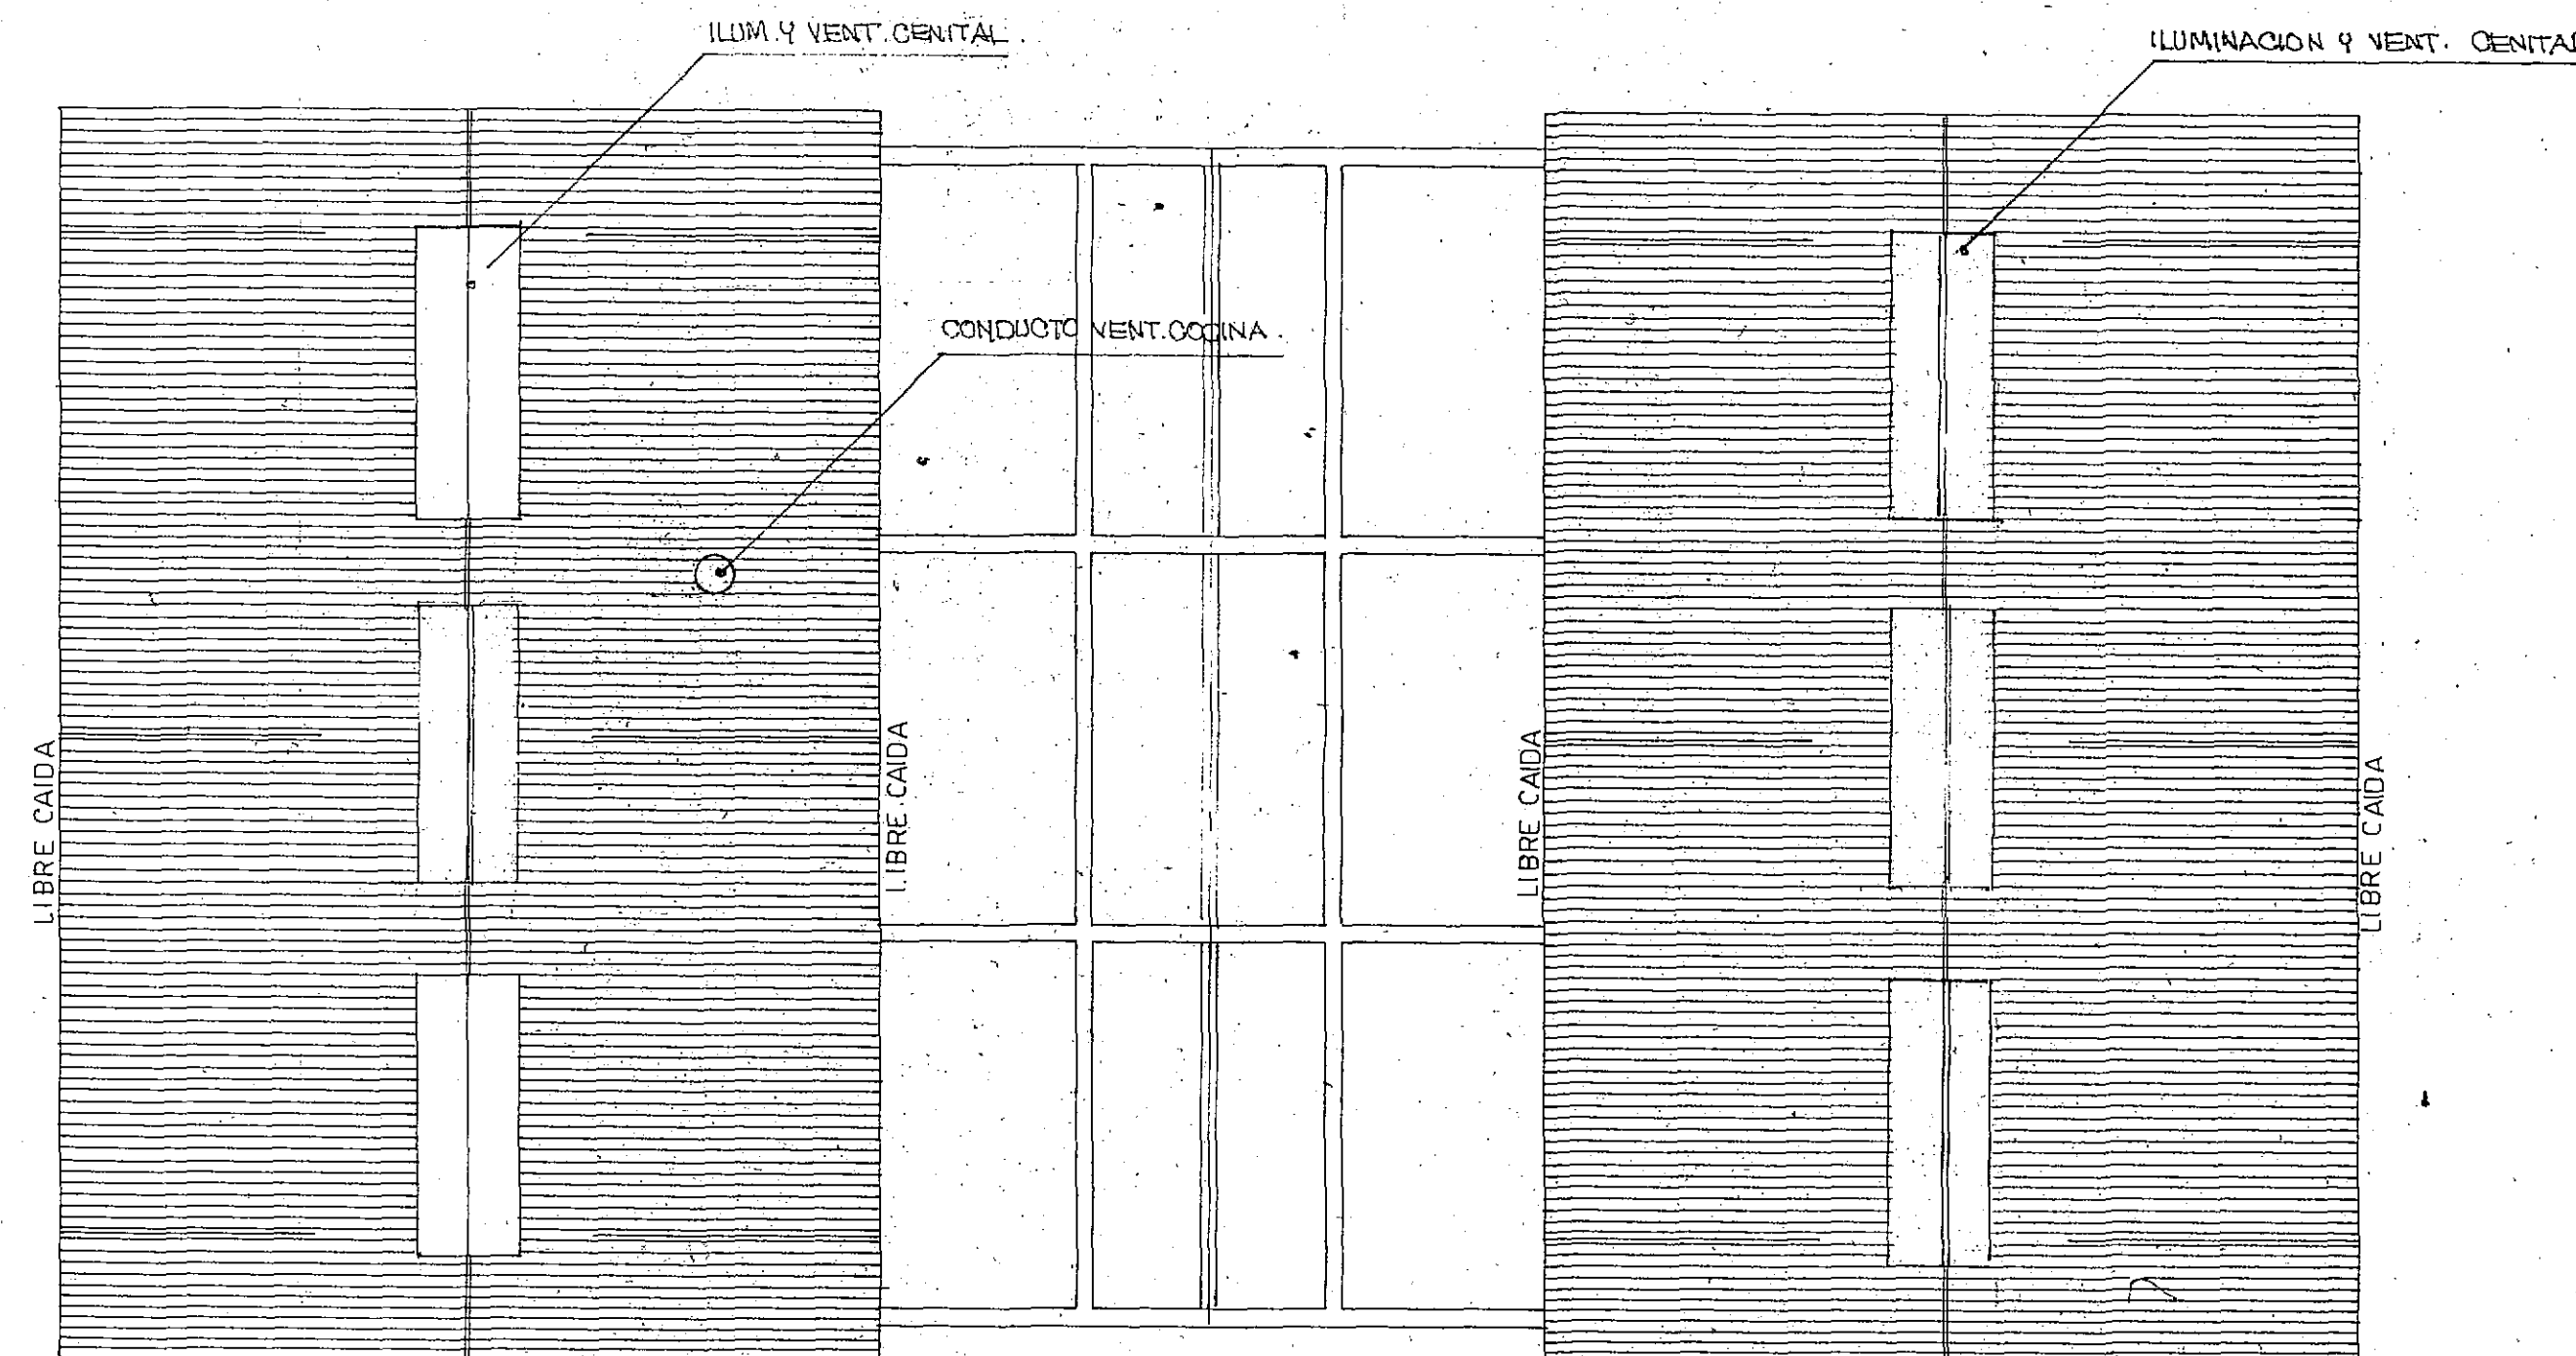 ILUM. Y VENT. CENITAL.
ILUMINACION Y VENT. CENITAL
CONDUCTO VENT. COCINA.
LIBRE CAIDA
LIBRE CAIDA
LIBRE CAIDA
LIBRE CAIDA